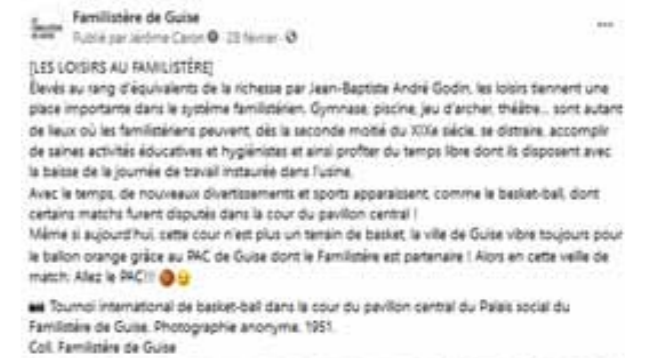 Familistère de Guise
Publié par Jérôme Caron · 28 février ·
[LES LOISIRS AU FAMILISTÈRE]
Élevés au rang d'équivalents de la richesse par Jean-Baptiste André Godin, les loisirs tiennent une
place importante dans le système familistérien. Gymnase, piscine, jeu d'archer, théâtre... sont autant
de lieux où les familistériens peuvent, dès la seconde moitié du XIXe siècle, se distraire, accomplir
de saines activités éducatives et hygiénistes et ainsi profiter du temps libre dont ils disposent avec
la baisse de la journée de travail instaurée dans l'usine.
Avec le temps, de nouveaux divertissements et sports apparaissent, comme le basket-ball, dont
certains matchs furent disputés dans la cour du pavillon central !
Même si aujourd'hui, cette cour n'est plus un terrain de basket, la ville de Guise vibre toujours pour
le ballon orange grâce au PAC de Guise dont le Familistère est partenaire ! Alors en cette veille de
match: Allez le PAC!!! 🏀😉
📷 Tournoi international de basket-ball dans la cour du pavillon central du Palais social du
Familistère de Guise. Photographie anonyme. 1951.
Coll. Familistère de Guise